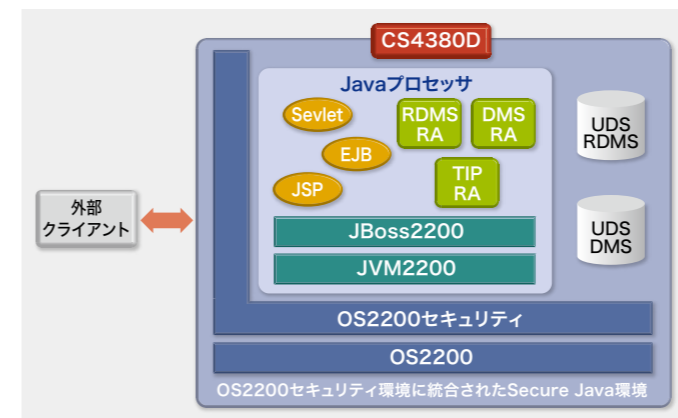 CS4380D
Javaプロセッサ
Sevlet
EJB
JSP
RDMS
RA
DMS
RA
TIP
RA
UDS
RDMS
UDS
DMS
外部
クライアント
JBoss2200
JVM2200
OS2200セキュリティ
OS2200
OS2200セキュリティ環境に統合されたSecure Java環境